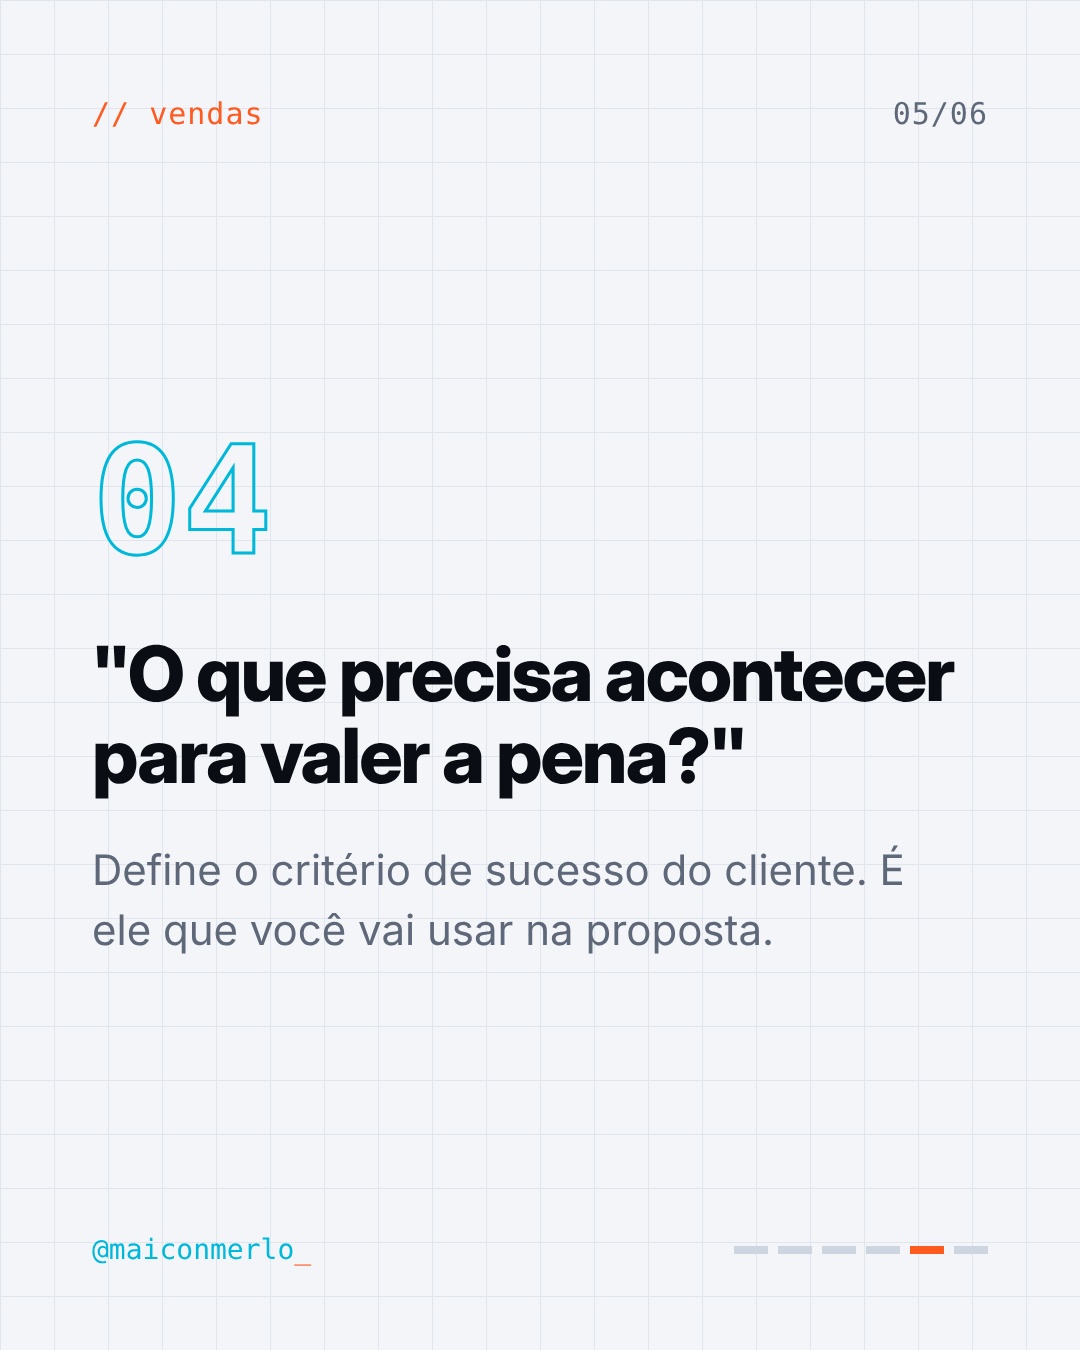 // vendas
05/06
04
"O que precisa acontecer
para valer a pena?"
Define o critério de sucesso do cliente. É
ele que você vai usar na proposta.
@maiconmerlo_